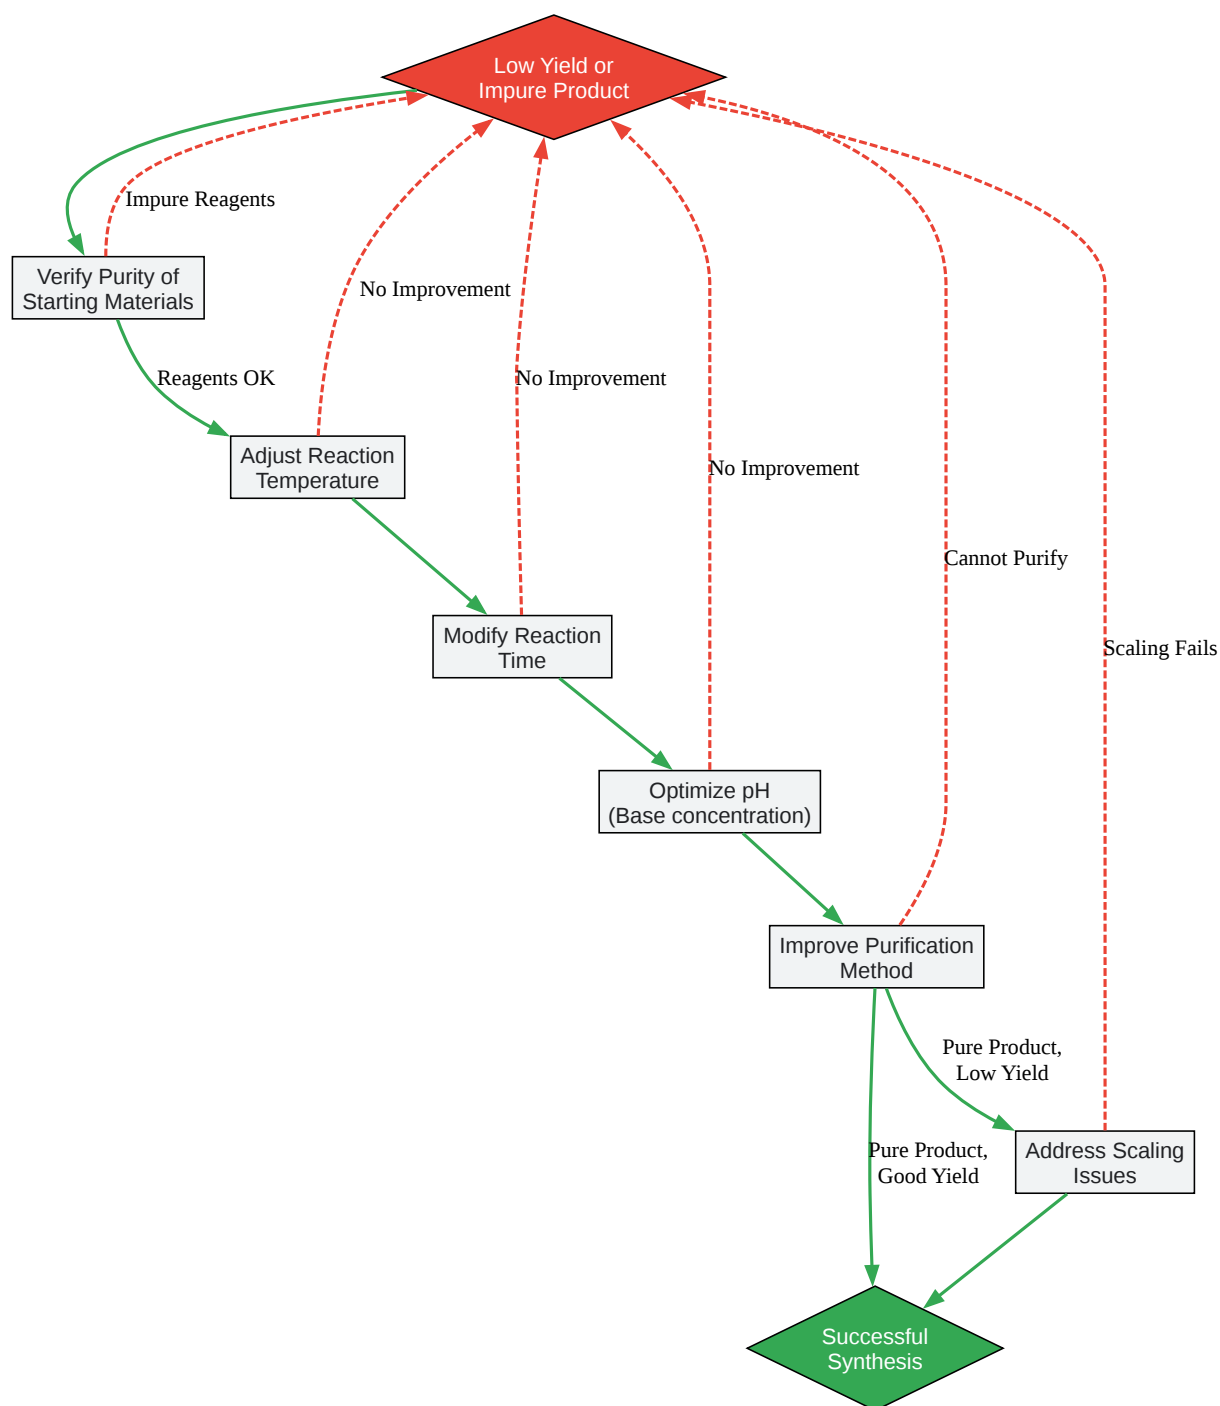 Low Yield or
Impure Product
Impure Reagents
Verify Purity of
Starting Materials
No Improvement
Reagents OK
No Improvement
Adjust Reaction
Temperature
No Improvement
Cannot Purify
Modify Reaction
Time
Scaling Fails
Optimize pH
(Base concentration)
Improve Purification
Method
Pure Product,
Low Yield
Pure Product,
Good Yield
Address Scaling
Issues
Successful
Synthesis